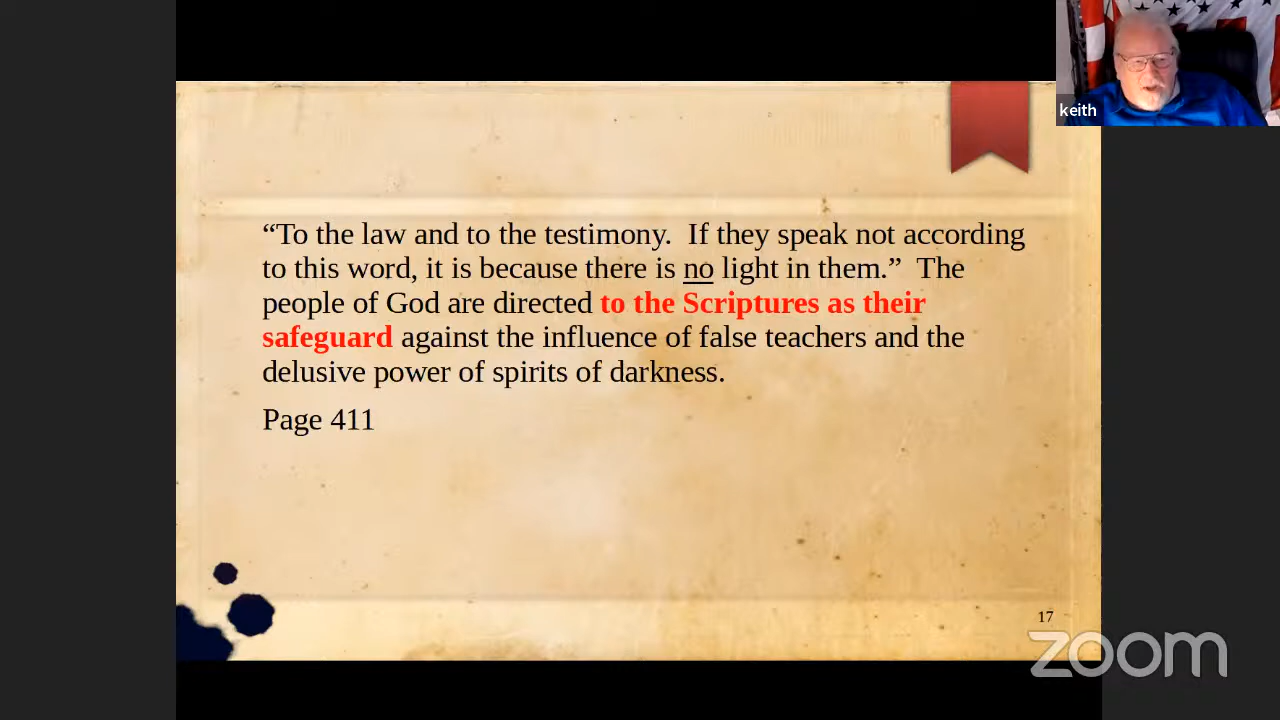 keith
“To the law and to the testimony.  If they speak not according
to this word, it is because there is no light in them.”  The
people of God are directed to the Scriptures as their
safeguard against the influence of false teachers and the
delusive power of spirits of darkness.
Page 411
17
zoom